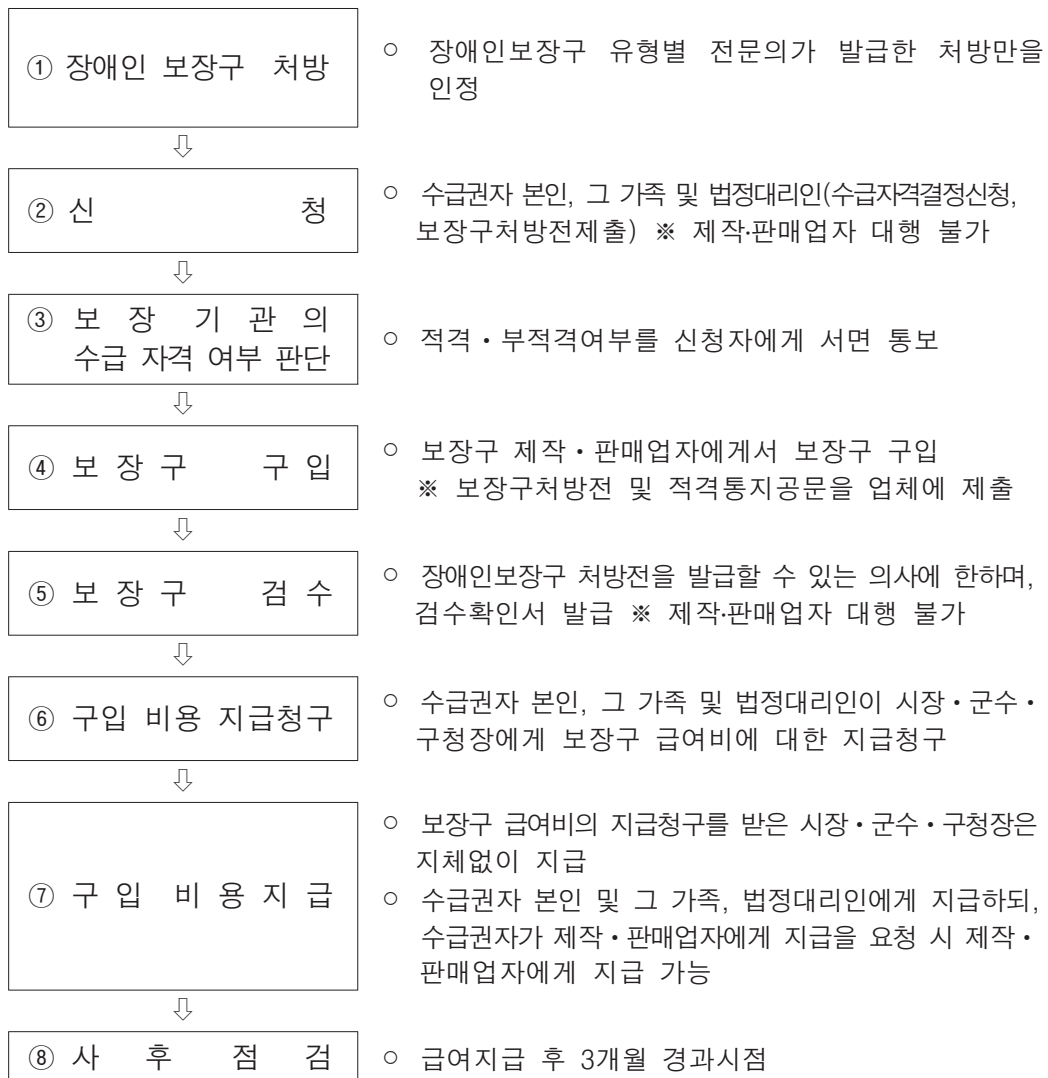 ① 장애인 보장구 처방
○ 장애인보장구 유형별 전문의가 발급한 처방만을
인정
⇩
② 신 청
○ 수급권자 본인, 그 가족 및 법정대리인(수급자격결정신청,
보장구처방전제출) ※ 제작·판매업자 대행 불가
⇩
③ 보 장 기 관 의
수급 자격 여부 판단
○ 적격・부적격여부를 신청자에게 서면 통보
⇩
④ 보 장 구 구 입
○ 보장구 제작・판매업자에게서 보장구 구입
※ 보장구처방전 및 적격통지공문을 업체에 제출
⇩
⑤ 보 장 구 검 수
○ 장애인보장구 처방전을 발급할 수 있는 의사에 한하며,
검수확인서 발급 ※ 제작·판매업자 대행 불가
⇩
⑥ 구입 비용 지급청구
○ 수급권자 본인, 그 가족 및 법정대리인이 시장・군수・
구청장에게 보장구 급여비에 대한 지급청구
⇩
⑦ 구 입 비 용 지 급
○ 보장구 급여비의 지급청구를 받은 시장・군수・구청장은
지체없이 지급
○ 수급권자 본인 및 그 가족, 법정대리인에게 지급하되,
수급권자가 제작・판매업자에게 지급을 요청 시 제작・
판매업자에게 지급 가능
⇩
⑧ 사 후 점 검
○ 급여지급 후 3개월 경과시점